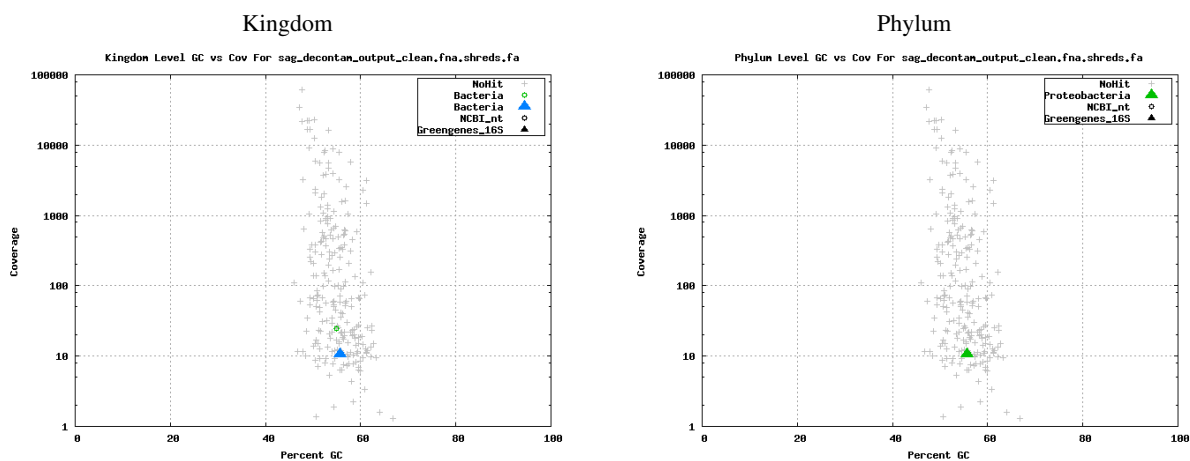 Kingdom
Kingdom Level GC vs Cov For sag_decontam_output_clean.fna.shreds.fa
100000
10000
1000
100
10
1
Coverage
NoHit
Bacteria
Bacteria
NCBI_nt
Greengenes_16S
0 20 40 60 80 100
Percent GC
Phylum
Phylum Level GC vs Cov For sag_decontam_output_clean.fna.shreds.fa
100000
10000
1000
100
10
1
Coverage
NoHit
Proteobacteria
NCBI_nt
Greengenes_16S
0 20 40 60 80 100
Percent GC